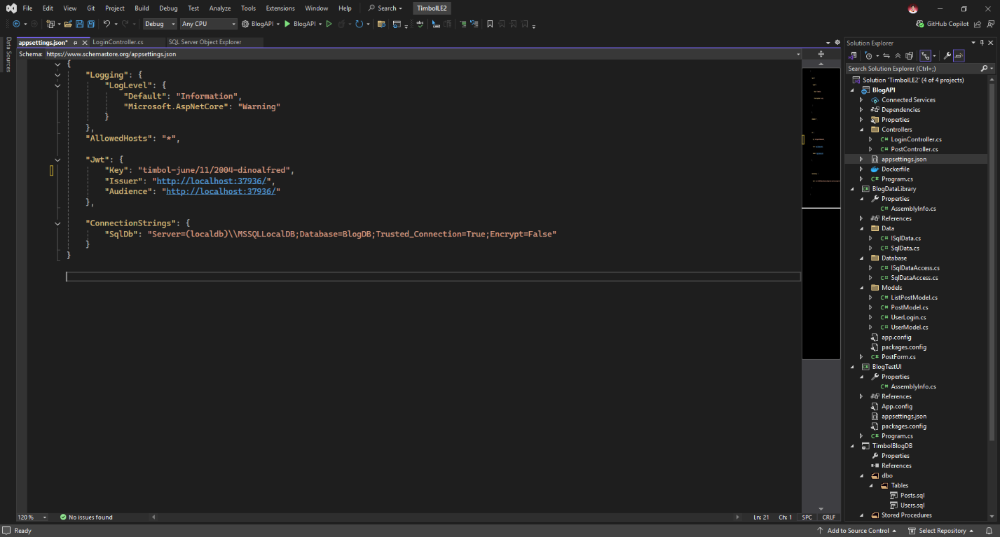 File Edit View Git Project Build Debug Test Analyze Tools Extensions Window Help Search TimbolLE2
Debug Any CPU BlogAPI BlogAPI GitHub Copilot
Data Sources
appsettings.json* LoginController.cs SQL Server Object Explorer
Schema: https://www.schemastore.org/appsettings.json
{
"Logging": {
"LogLevel": {
"Default": "Information",
"Microsoft.AspNetCore": "Warning"
}
},
"AllowedHosts": "*",
"Jwt": {
"Key": "timbol-june/11/2004-dinoalfred",
"Issuer": "http://localhost:37936/",
"Audience": "http://localhost:37936/"
},
"ConnectionStrings": {
"SqlDb": "Server=(localdb)\\MSSQLLocalDB;Database=BlogDB;Trusted_Connection=True;Encrypt=False"
}
}
120 % No issues found Ln: 21 Ch: 1 SPC CRLF
Solution Explorer
Search Solution Explorer (Ctrl+;)
Solution 'TimbolLE2' (4 of 4 projects)
BlogAPI
Connected Services
Dependencies
Properties
Controllers
C# LoginController.cs
C# PostController.cs
appsettings.json
Dockerfile
C# Program.cs
C# BlogDataLibrary
Properties
C# AssemblyInfo.cs
References
Data
C# ISqlData.cs
C# SqlData.cs
Database
C# ISqlDataAccess.cs
C# SqlDataAccess.cs
Models
C# ListPostModel.cs
C# PostModel.cs
C# UserLogin.cs
C# UserModel.cs
app.config
packages.config
C# PostForm.cs
C# BlogTestUI
Properties
C# AssemblyInfo.cs
References
App.config
appsettings.json
packages.config
C# Program.cs
TimbolBlogDB
Properties
References
dbo
Tables
Posts.sql
Users.sql
Stored Procedures
Ready Add to Source Control Select Repository